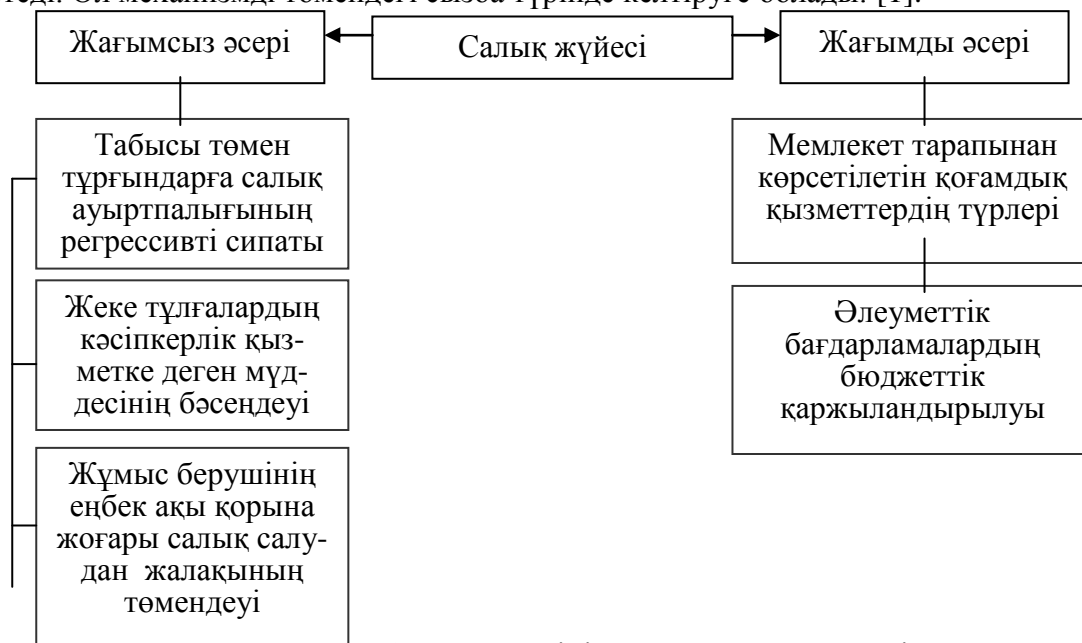 механизмді төмендегі сызба түрінде келтіруге болады. [1].
Жағымсыз әсері
Салық жүйесі
Жағымды әсері
Табысы төмен
тұрғындарға салық
ауыртпалығының
регрессивті сипаты
Жеке тұлғалардың
кәсіпкерлік қыз-
метке деген мүд-
десінің бәсеңдеуі
Жұмыс берушінің
еңбек ақы қорына
жоғары салық салу-
дан жалақының
төмендеуі
Мемлекет тарапынан
көрсетілетін қоғамдық
қызметтердің түрлері
Әлеуметтік
бағдарламалардың
бюджеттік
қаржыландырылуы